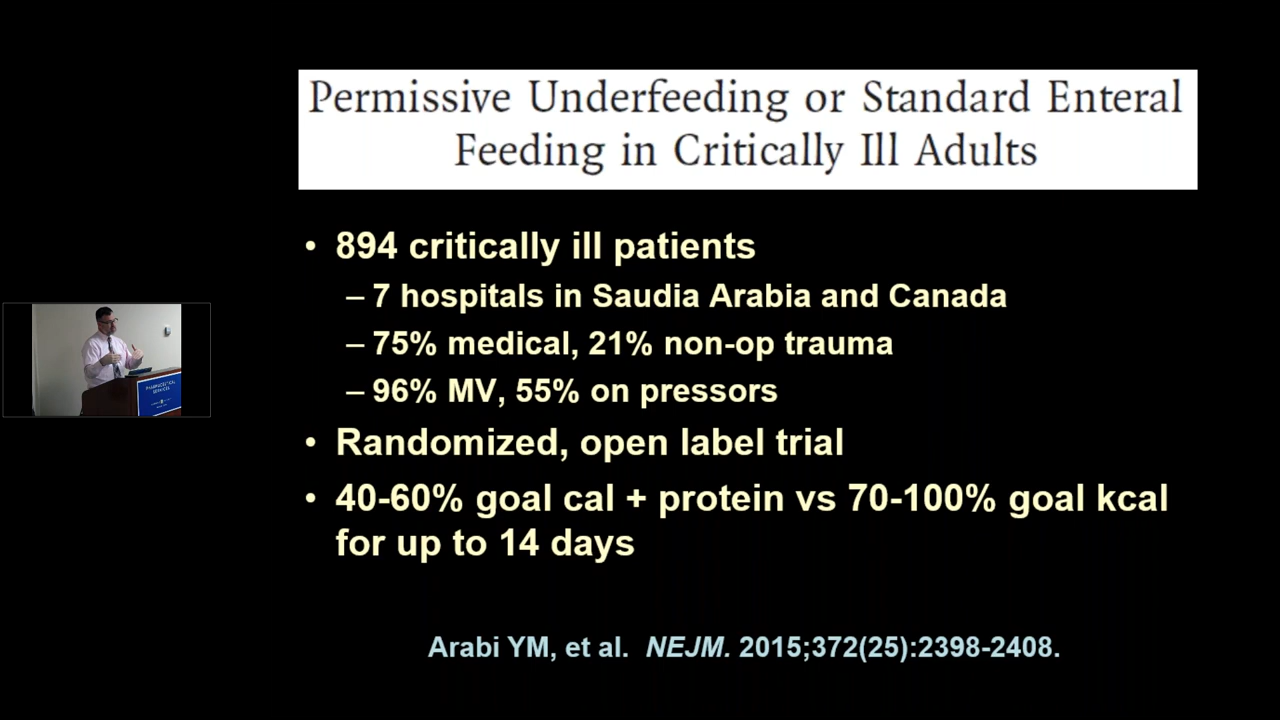 Permissive Underfeeding or Standard Enteral
Feeding in Critically Ill Adults
• 894 critically ill patients
– 7 hospitals in Saudia Arabia and Canada
– 75% medical, 21% non-op trauma
– 96% MV, 55% on pressors
• Randomized, open label trial
• 40-60% goal cal + protein vs 70-100% goal kcal
for up to 14 days
Arabi YM, et al. NEJM. 2015;372(25):2398-2408.
PHARMACEUTICAL
SERVICES